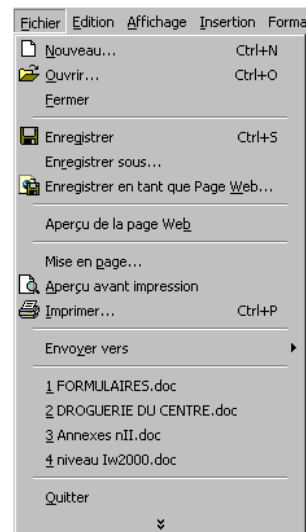 Fichier Edition Affichage Insertion Forma
Nouveau... Ctrl+N
Ouvrir... Ctrl+O
Fermer
Enregistrer Ctrl+S
Enregistrer sous...
Enregistrer en tant que Page Web...
Aperçu de la page Web
Mise en page...
Aperçu avant impression
Imprimer... Ctrl+P
Envoyer vers
1 FORMULAIRES.doc
2 DROGUERIE DU CENTRE.doc
3 Annexes nII.doc
4 niveau Iw2000.doc
Quitter